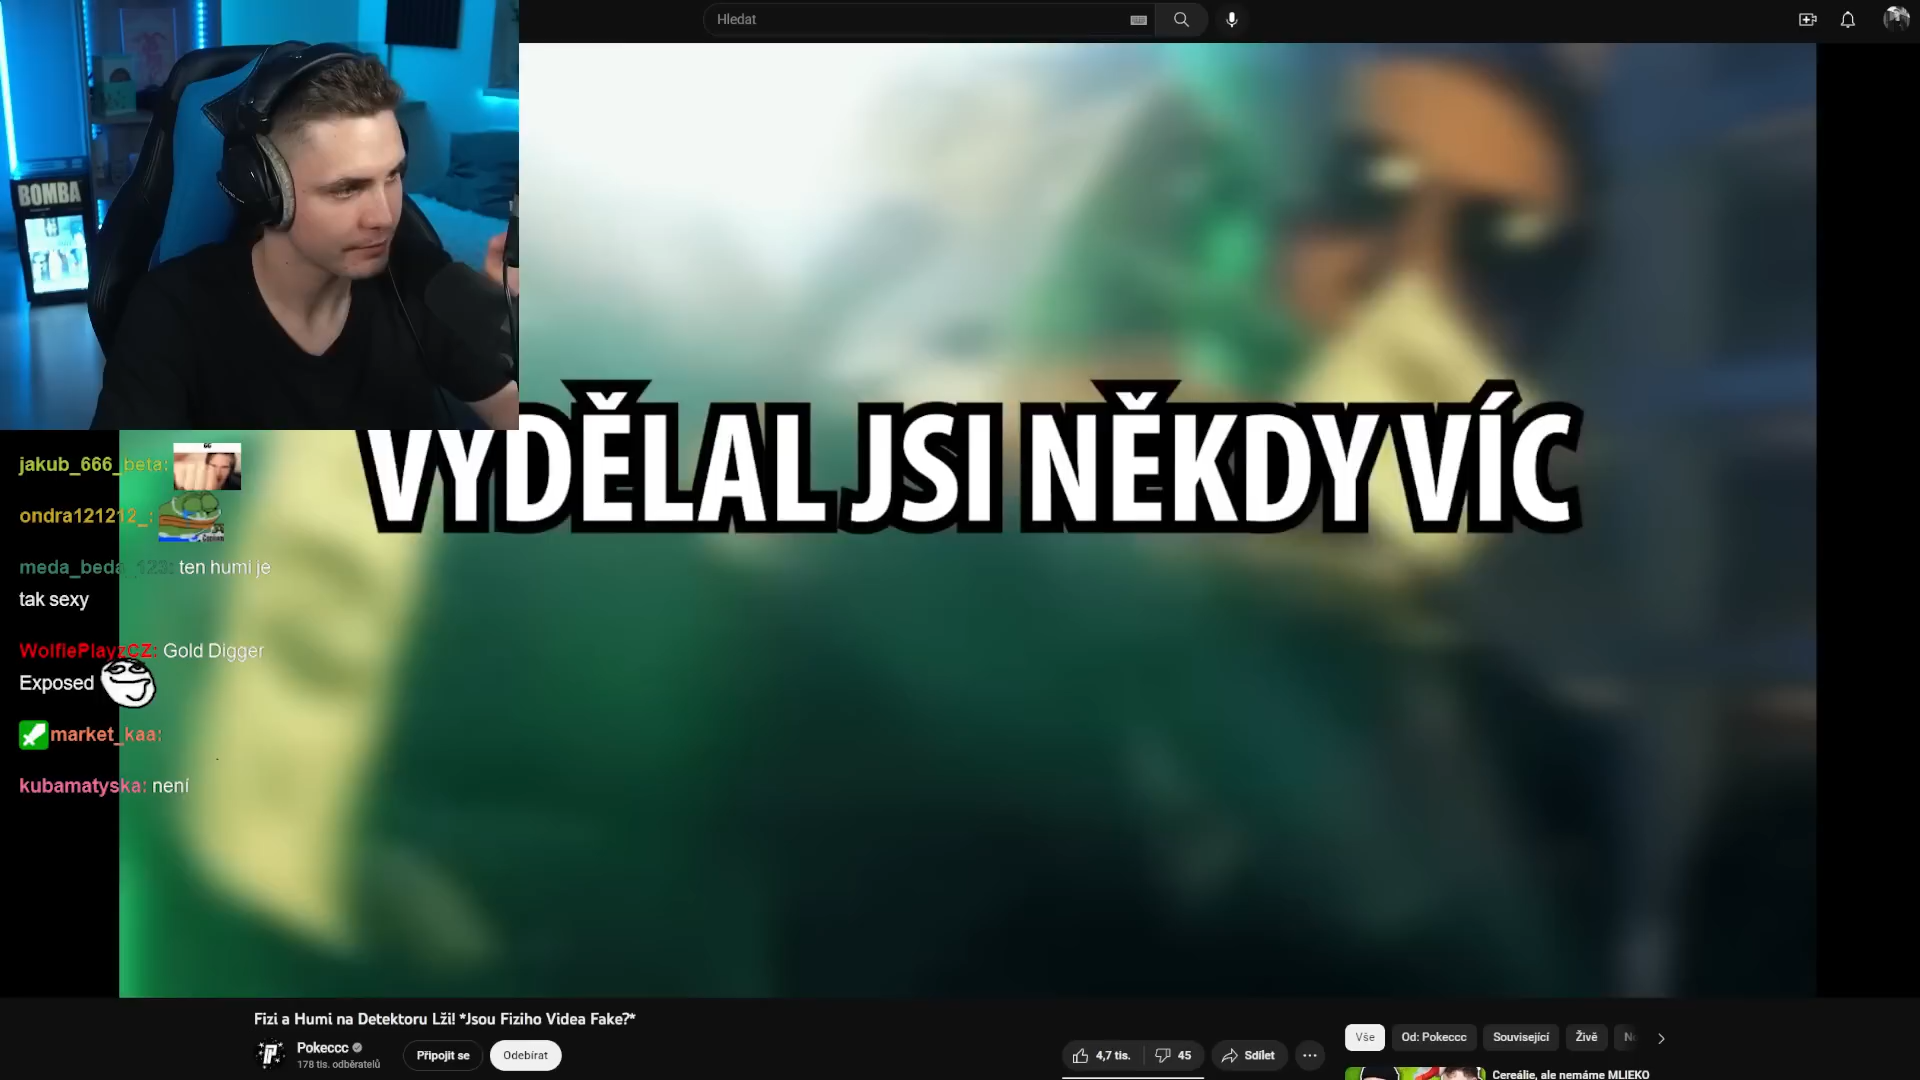 Hledat
BOMBA
VYDĚLAL JSI NĚKDY VÍC
jakub_666_beta:
ondra121212_:
meda_beda_123: ten humi je
tak sexy
WolfiePlayzCZ: Gold Digger
Exposed
market_kaa:
kubamatyska: není
Fizi a Humi na Detektoru Lži! *Jsou Fiziho Videa Fake?*
Pokeccc
178 tis. odběratelů
Připojit se
Odebírat
4,7 tis.
45
Sdílet
Vše
Od: Pokeccc
Související
Živě
Cereálie, ale nemáme MLIEKO